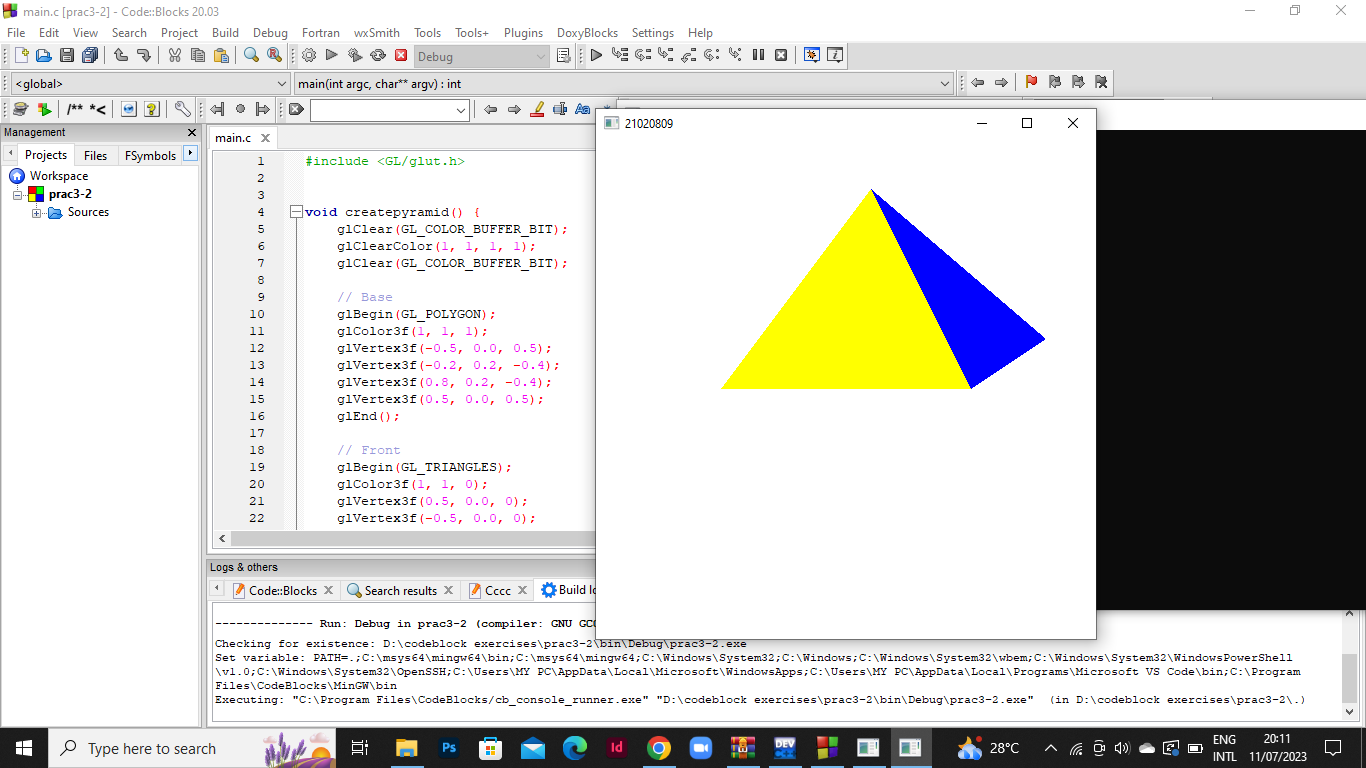 main.c [prac3-2] - Code::Blocks 20.03
File Edit View Search Project Build Debug Fortran wxSmith Tools Tools+ Plugins DoxyBlocks Settings Help
Debug
<global> main(int argc, char** argv) : int
/** *<
Aa
Management
Projects Files FSymbols
Workspace
prac3-2
Sources
main.c
1 #include <GL/glut.h>
2
3
4 void createpyramid() {
5 glClear(GL_COLOR_BUFFER_BIT);
6 glClearColor(1, 1, 1, 1);
7 glClear(GL_COLOR_BUFFER_BIT);
8
9 // Base
10 glBegin(GL_POLYGON);
11 glColor3f(1, 1, 1);
12 glVertex3f(-0.5, 0.0, 0.5);
13 glVertex3f(-0.2, 0.2, -0.4);
14 glVertex3f(0.8, 0.2, -0.4);
15 glVertex3f(0.5, 0.0, 0.5);
16 glEnd();
17
18 // Front
19 glBegin(GL_TRIANGLES);
20 glColor3f(1, 1, 0);
21 glVertex3f(0.5, 0.0, 0);
22 glVertex3f(-0.5, 0.0, 0);
21020809
Logs & others
Code::Blocks Search results Cccc Build lo
-------------- Run: Debug in prac3-2 (compiler: GNU GC
Checking for existence: D:\codeblock exercises\prac3-2\bin\Debug\prac3-2.exe
Set variable: PATH=.;C:\msys64\mingw64\bin;C:\msys64\mingw64;C:\Windows\System32;C:\Windows;C:\Windows\System32\wbem;C:\Windows\System32\WindowsPowerShell
\v1.0;C:\Windows\System32\OpenSSH;C:\Users\MY PC\AppData\Local\Microsoft\WindowsApps;C:\Users\MY PC\AppData\Local\Programs\Microsoft VS Code\bin;C:\Program
Files\CodeBlocks\MinGW\bin
Executing: "C:\Program Files\CodeBlocks/cb_console_runner.exe" "D:\codeblock exercises\prac3-2\bin\Debug\prac3-2.exe"  (in D:\codeblock exercises\prac3-2\.)
Type here to search
Ps
Id
DEV
28°C
ENG
INTL
20:11
11/07/2023